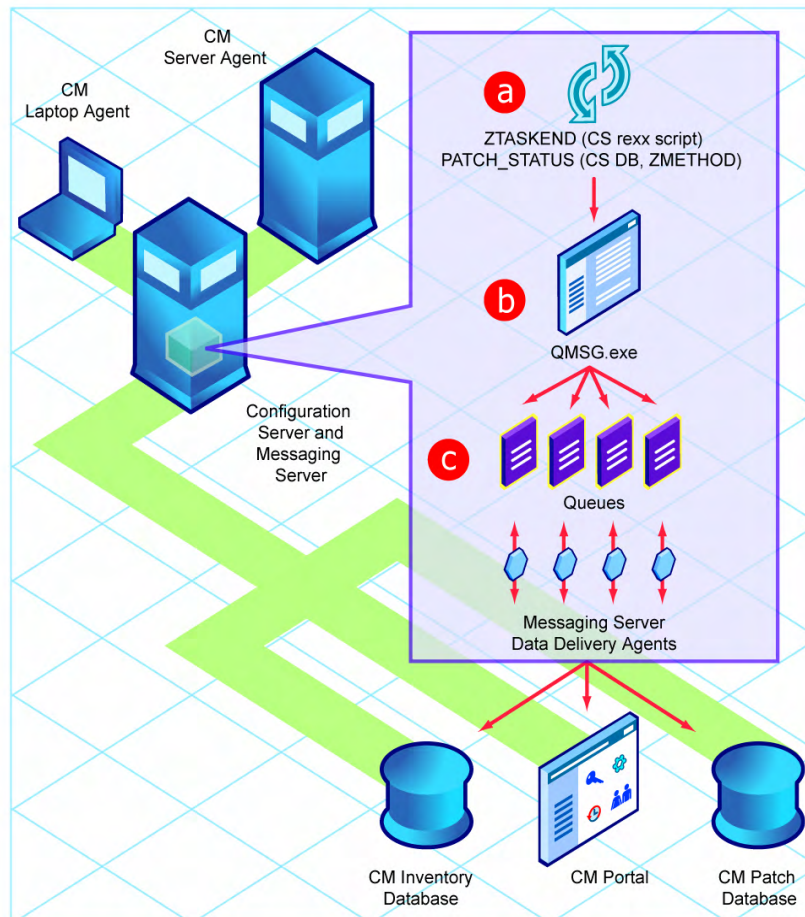 CM
Server Agent
CM
Laptop Agent
a
ZTASKEND (CS rexx script)
PATCH_STATUS (CS DB, ZMETHOD)
b
QMSG.exe
Configuration
Server and
Messaging
Server
c
Queues
Messaging Server
Data Delivery Agents
CM Inventory
Database
CM Portal
CM Patch
Database